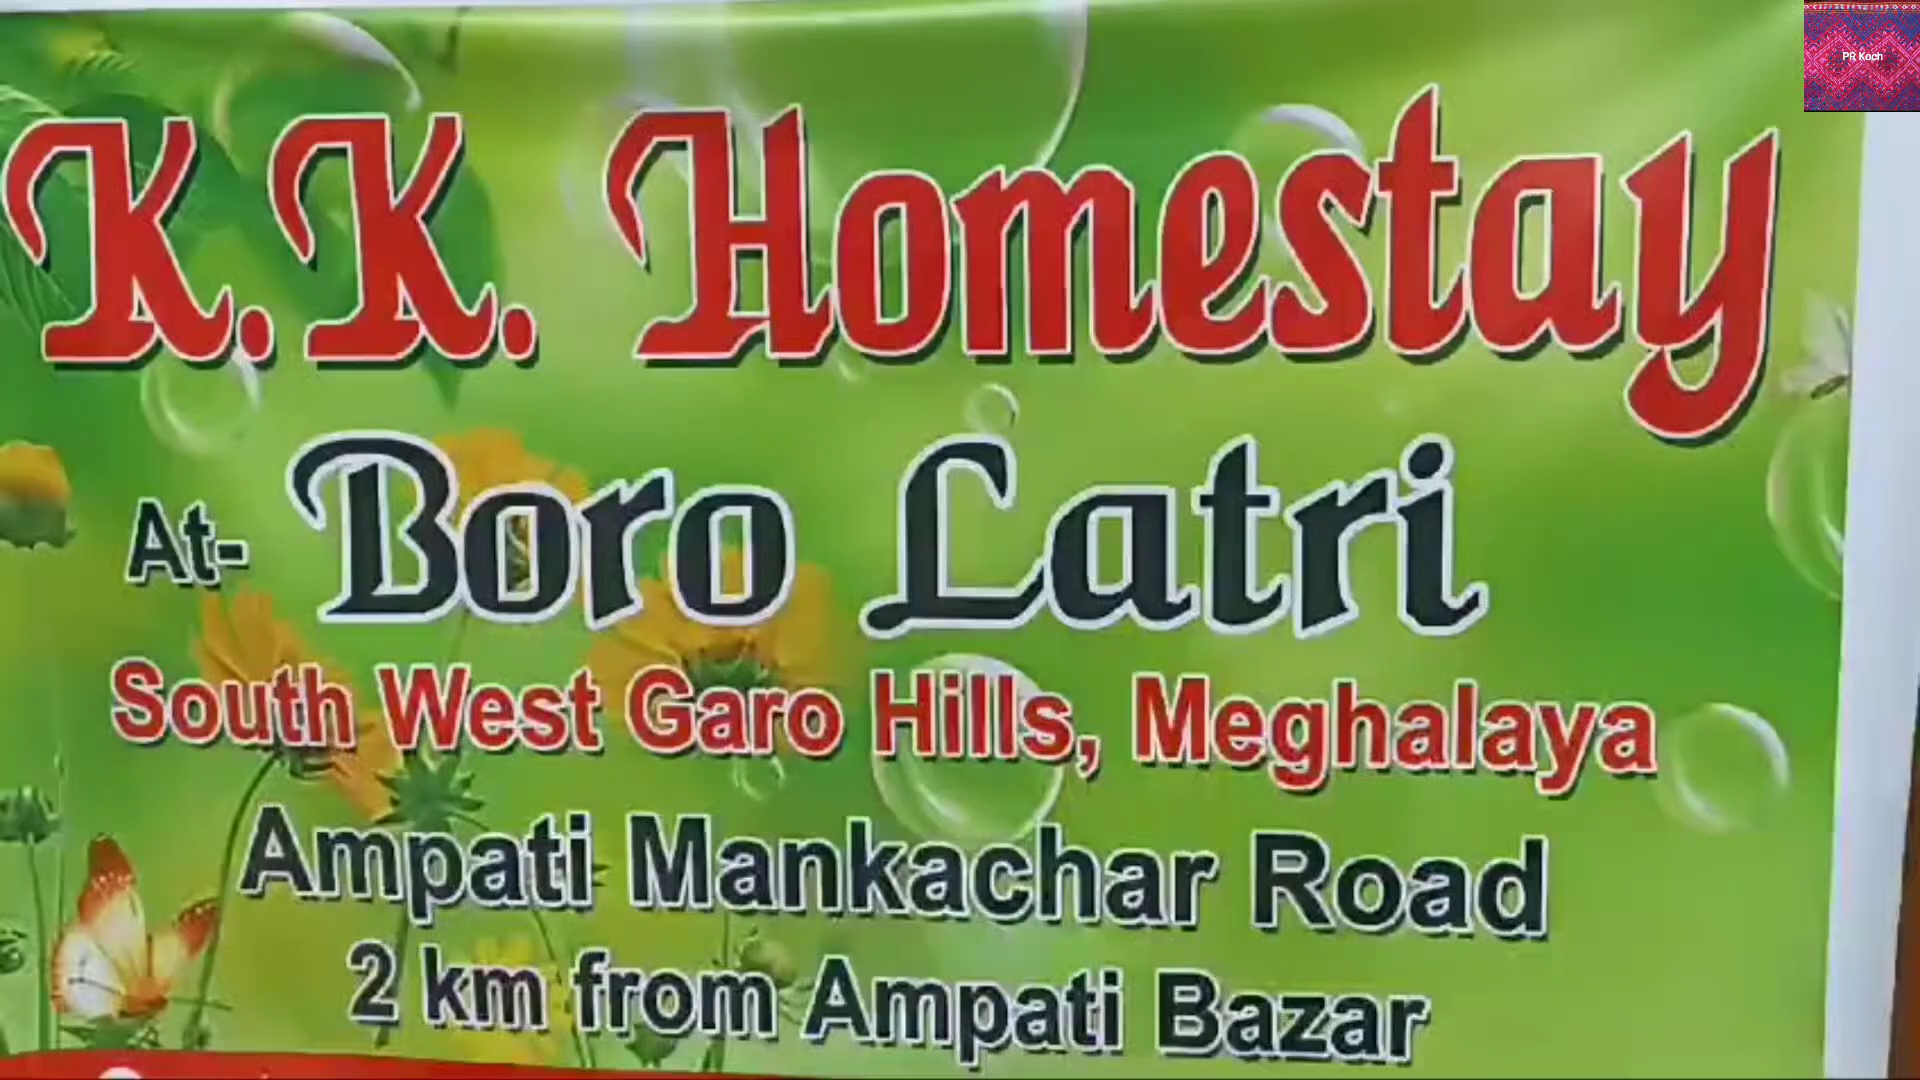 PR Koch
K.K. Homestay
At- Boro Latri
South West Garo Hills, Meghalaya
Ampati Mankachar Road
2 km from Ampati Bazar